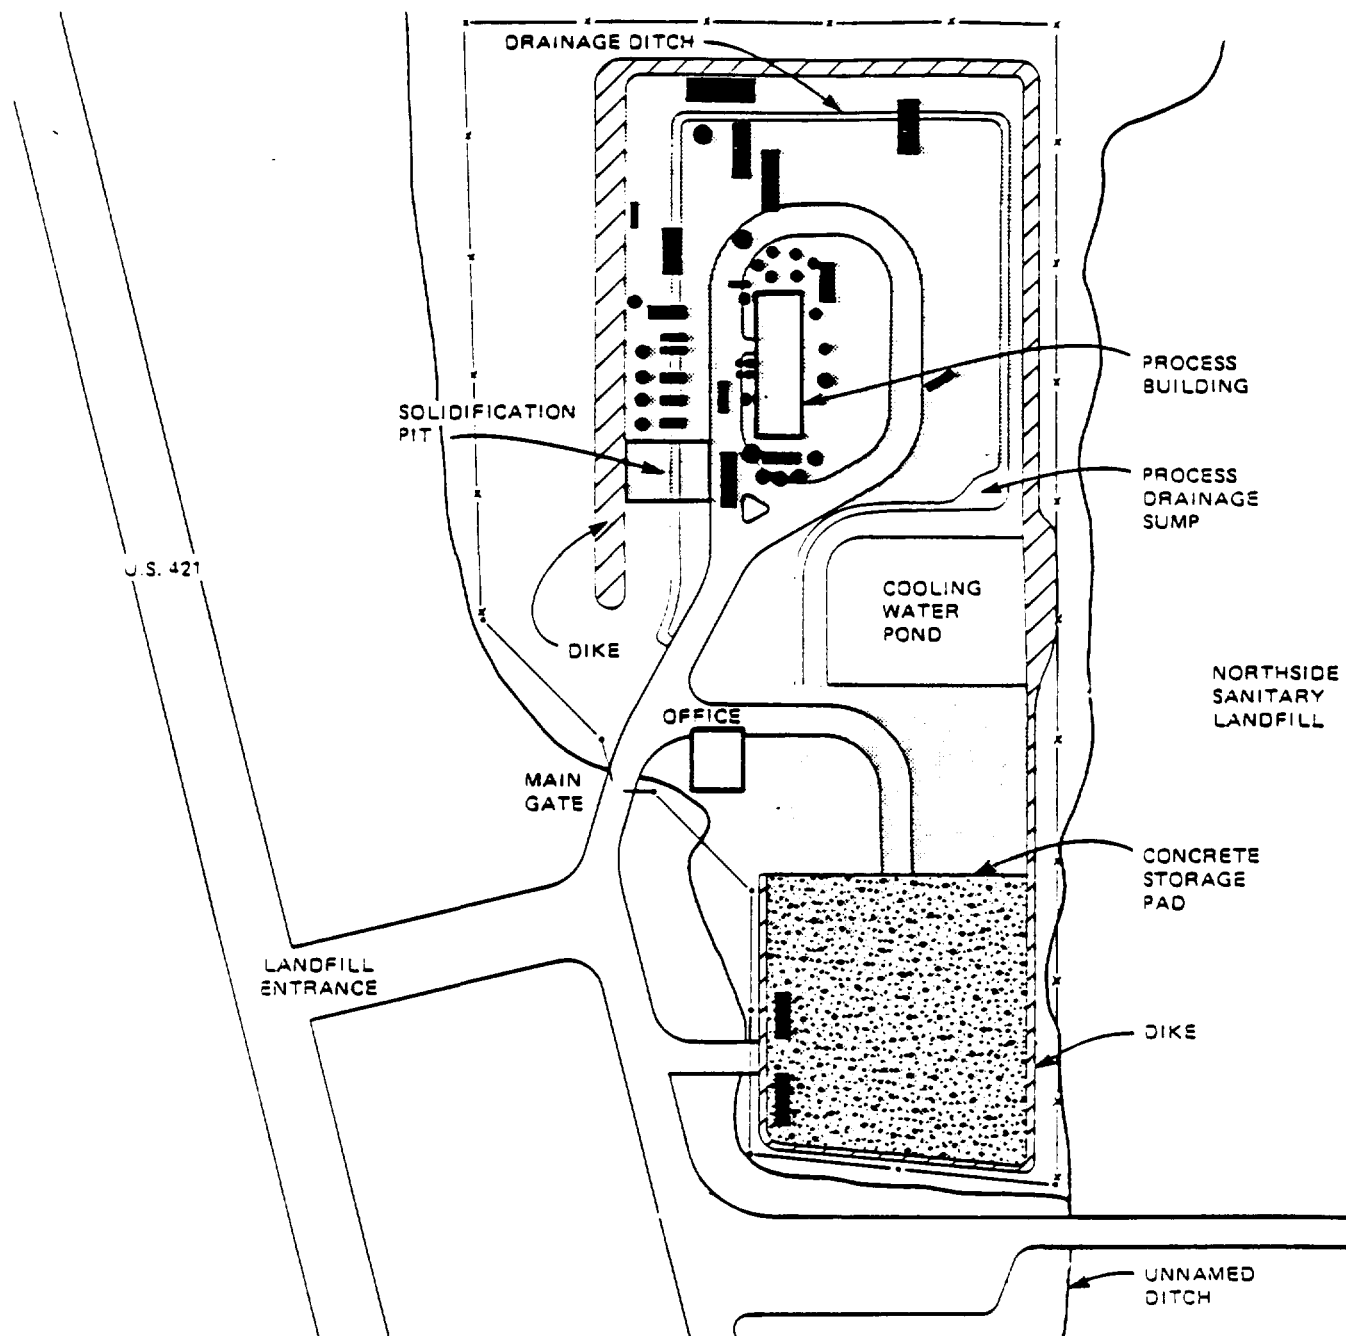 DRAINAGE DITCH
PROCESS
BUILDING
SOLIDIFICATION
PIT
PROCESS
DRAINAGE
SUMP
U.S. 421
COOLING
WATER
POND
DIKE
NORTHSIDE
SANITARY
LANDFILL
OFFICE
MAIN
GATE
CONCRETE
STORAGE
PAD
LANDFILL
ENTRANCE
DIKE
UNNAMED
DITCH